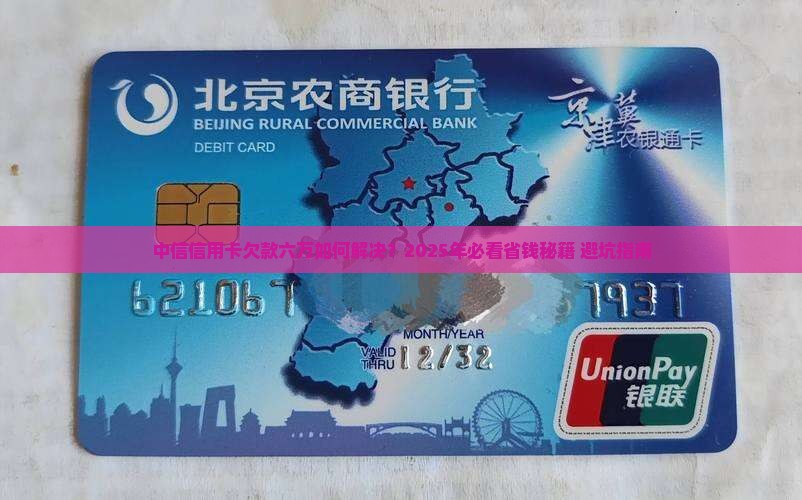 北京农商银行
BEIJING RURAL COMMERCIAL BANK
DEBIT CARD
京津冀
农银通卡
中信信用卡欠款六万如何解决？2025年必看省钱秘籍 避坑指南
621067
7937
MONTH/YEAR
VALID THRU 12/32
UnionPay
银联